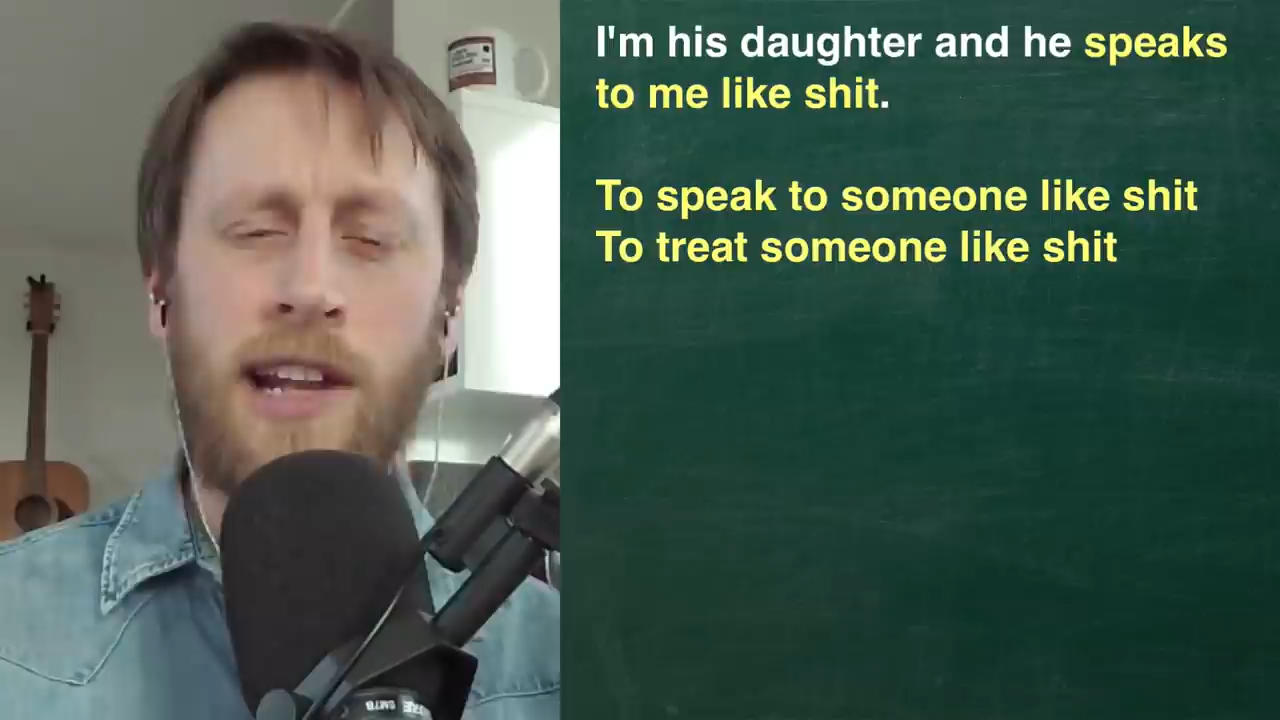 I'm his daughter and he speaks
to me like shit.
To speak to someone like shit
To treat someone like shit
SM7B